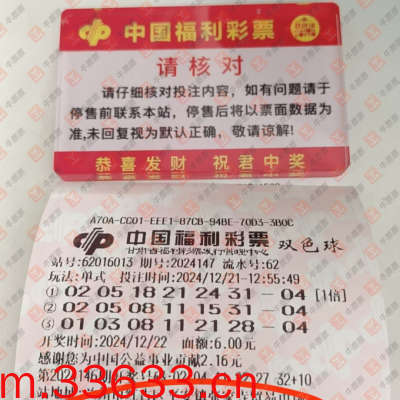 中国福利彩票
请核对
请仔细核对投注内容，如有问题请于
停售前联系本站，停售后将以票面数据为
准，未回复视为默认正确，敬请谅解！
恭喜发财 祝君中奖
A70A-CC01-EEE1-87CB-94BE-70D3-3B0C
中国福利彩票 双色球
站号:62016013 期号:2024147 流水号:62
玩法:单式 投注时间:2024/12/21-12:55:49
① 02 05 18 21 24 31 - 04 [1倍]
② 02 05 08 11 15 31 - 04
③ 01 03 08 11 21 28 - 04
开奖时间:2024/12/22 面额:6.00元
感谢您为中国公益事业贡献2.16元
m.33633.cn